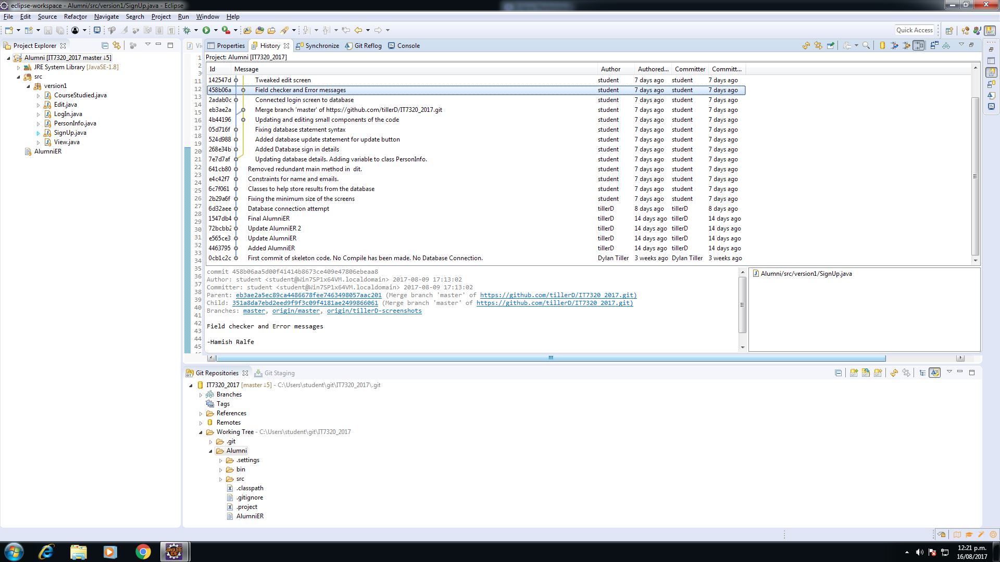 eclipse-workspace - Alumni/src/version1/SignUp.java - Eclipse
File Edit Source Refactor Navigate Search Project Run Window Help
Quick Access
Project Explorer
Properties History Synchronize Git Reflog Console
Alumni [IT7320_2017 master ↓5]
JRE System Library [JavaSE-1.8]
src
version1
CourseStudied.java
Edit.java
LogIn.java
PersonInfo.java
SignUp.java
View.java
AlumniER
1
2
3
11
12
13
14
15
16
17
18
19
20
21
22
23
24
25
26
27
28
29
30
31
32
33
34
35
36
37
38
39
40
41
42
43
44
45
Project: Alumni [IT7320_2017]
Id Message Author Authored... Committer Committ...
142547d Tweaked edit screen student 7 days ago student 7 days ago
458b06a Field checker and Error messages student 7 days ago student 7 days ago
2adab0c Connected login screen to database student 7 days ago student 7 days ago
eb3ae2a Merge branch 'master' of https://github.com/tillerD/IT7320_2017.git student 7 days ago student 7 days ago
4b44196 Updating and editing small components of the code student 7 days ago student 7 days ago
05d716f Fixing database statement syntax student 7 days ago student 7 days ago
524d988 Added database update statement for update button student 7 days ago student 7 days ago
268e34b Added Database sign in details student 7 days ago student 7 days ago
7e7d7af Updating database details. Adding variable to class PersonInfo. student 7 days ago student 7 days ago
641cb80 Removed redundant main method in dit. student 7 days ago student 7 days ago
e4c42f7 Constraints for name and emails. student 7 days ago student 7 days ago
6c7f061 Classes to help store results from the database student 7 days ago student 7 days ago
2b29a6f Fixing the minimum size of the screens student 7 days ago student 7 days ago
6d32aee Database connection attempt tillerD 8 days ago tillerD 8 days ago
1547db4 Final AlumniER tillerD 14 days ago tillerD 14 days ago
72bcbb2 Update AlumniER 2 tillerD 14 days ago tillerD 14 days ago
e565ce3 Update AlumniER tillerD 14 days ago tillerD 14 days ago
4463795 Added AlumniER tillerD 14 days ago tillerD 14 days ago
0cb1c2c First commit of skeleton code. No Compile has been made. No Database Connection. Dylan Tiller 3 weeks ago Dylan Tiller 3 weeks ago
commit 458b06aa5d00f41414b8673ce409e47806ebeaa8
Author: student <student@Win7SP1x64VM.localdomain> 2017-08-09 17:13:02
Committer: student <student@Win7SP1x64VM.localdomain> 2017-08-09 17:13:02
Parent: eb3ae2a5ec89ca4486678fee7463498057aac201 (Merge branch 'master' of https://github.com/tillerD/IT7320_2017.git)
Child: 351a8da7ebd2eed9f9f3c09f4181ae2499866061 (Merge branch 'master' of https://github.com/tillerD/IT7320_2017.git)
Branches: master, origin/master, origin/tillerD-screenshots
Field checker and Error messages
-Hamish Ralfe
Alumni/src/version1/SignUp.java
Git Repositories Git Staging
IT7320_2017 [master ↓5] - C:\Users\student\git\IT7320_2017\.git
Branches
Tags
References
Remotes
Working Tree - C:\Users\student\git\IT7320_2017
.git
Alumni
.settings
bin
src
.classpath
.gitignore
.project
AlumniER
Java EE
IDE
12:21 p.m.
16/08/2017